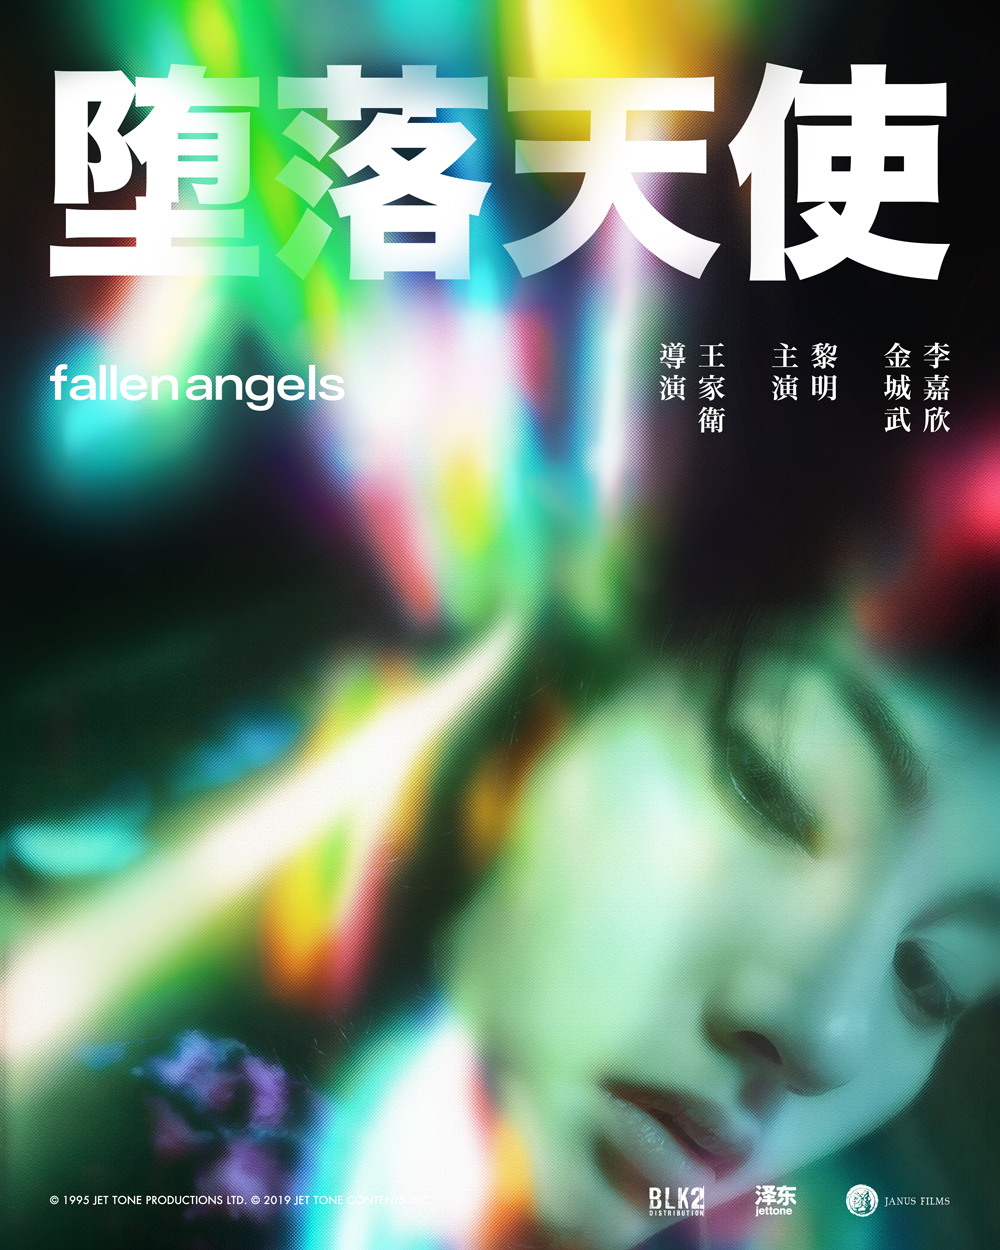 堕落天使
fallen angels
導演
王家衛
主演
黎明
金城武
李嘉欣
© 1995 JET TONE PRODUCTIONS LTD. © 2019 JET TONE CONTENTS INC.
BLK2
DISTRIBUTION
泽东
jettone
JANUS FILMS